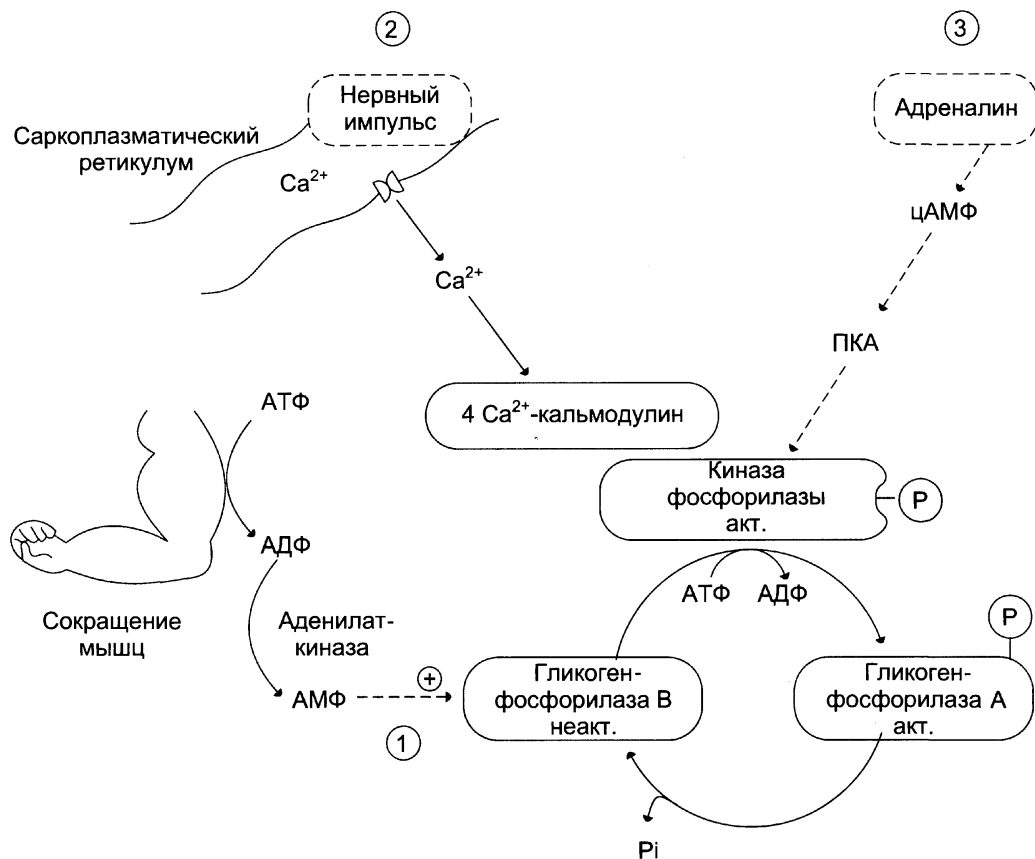 2
3
Нервный
импульс
Адреналин
Саркоплазматический
ретикулум
Ca²⁺
цАМФ
Ca²⁺
ПКА
4 Ca²⁺-кальмодулин
АТФ
Киназа
фосфорилазы
акт.
P
АДФ
АТФ АДФ
Сокращение
мышц
Аденилат-
киназа
P
АМФ
+
Гликоген-
фосфорилаза В
неакт.
Гликоген-
фосфорилаза А
акт.
1
Pi